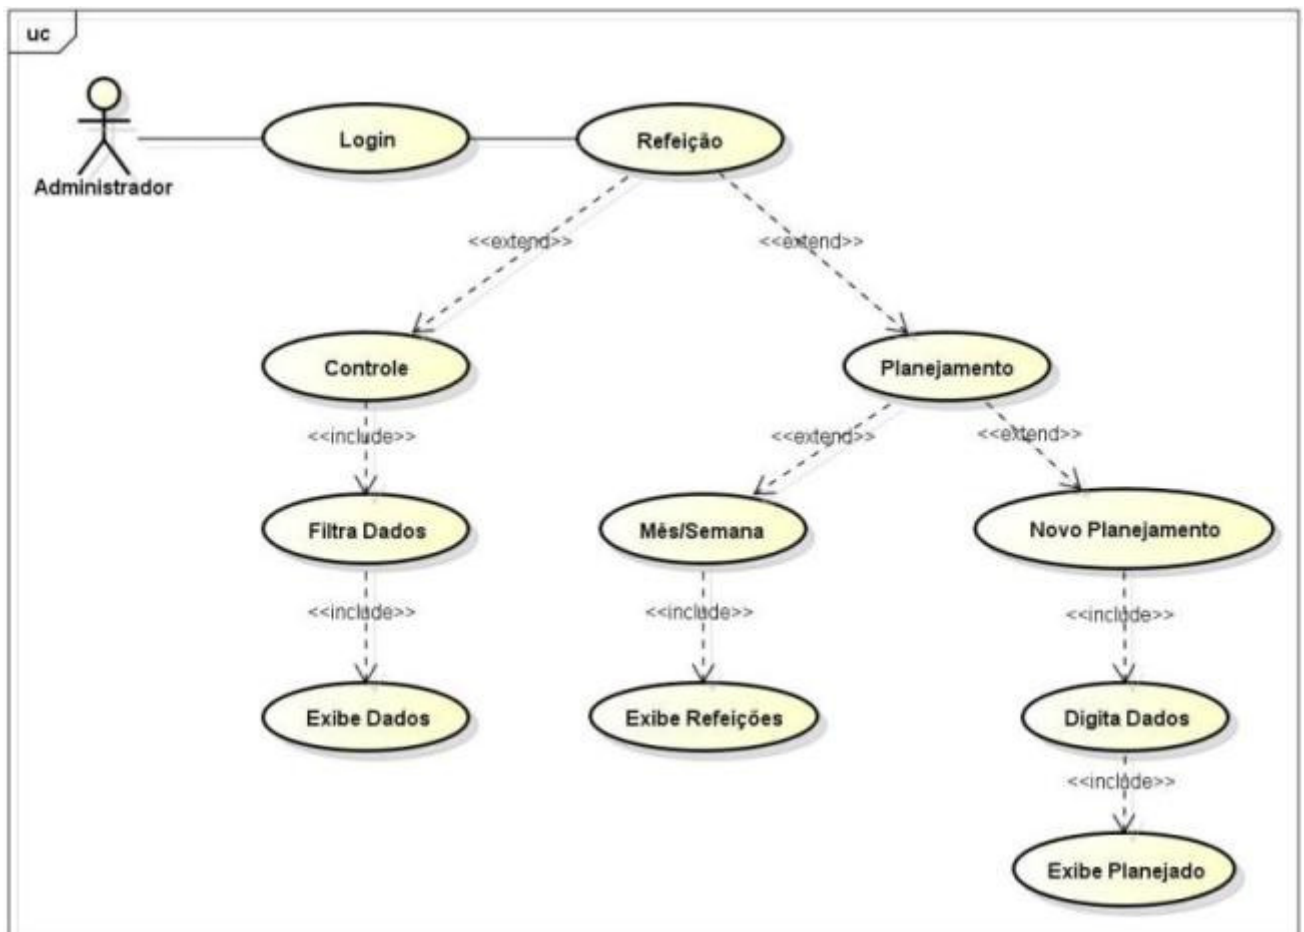 uc
Login
Refeição
Administrador
<<extend>>
<<extend>>
Controle
Planejamento
<<include>>
<<extend>>
<<extend>>
Filtra Dados
Mês/Semana
Novo Planejamento
<<include>>
<<include>>
<<include>>
Exibe Dados
Exibe Refeições
Digita Dados
<<include>>
Exibe Planejado